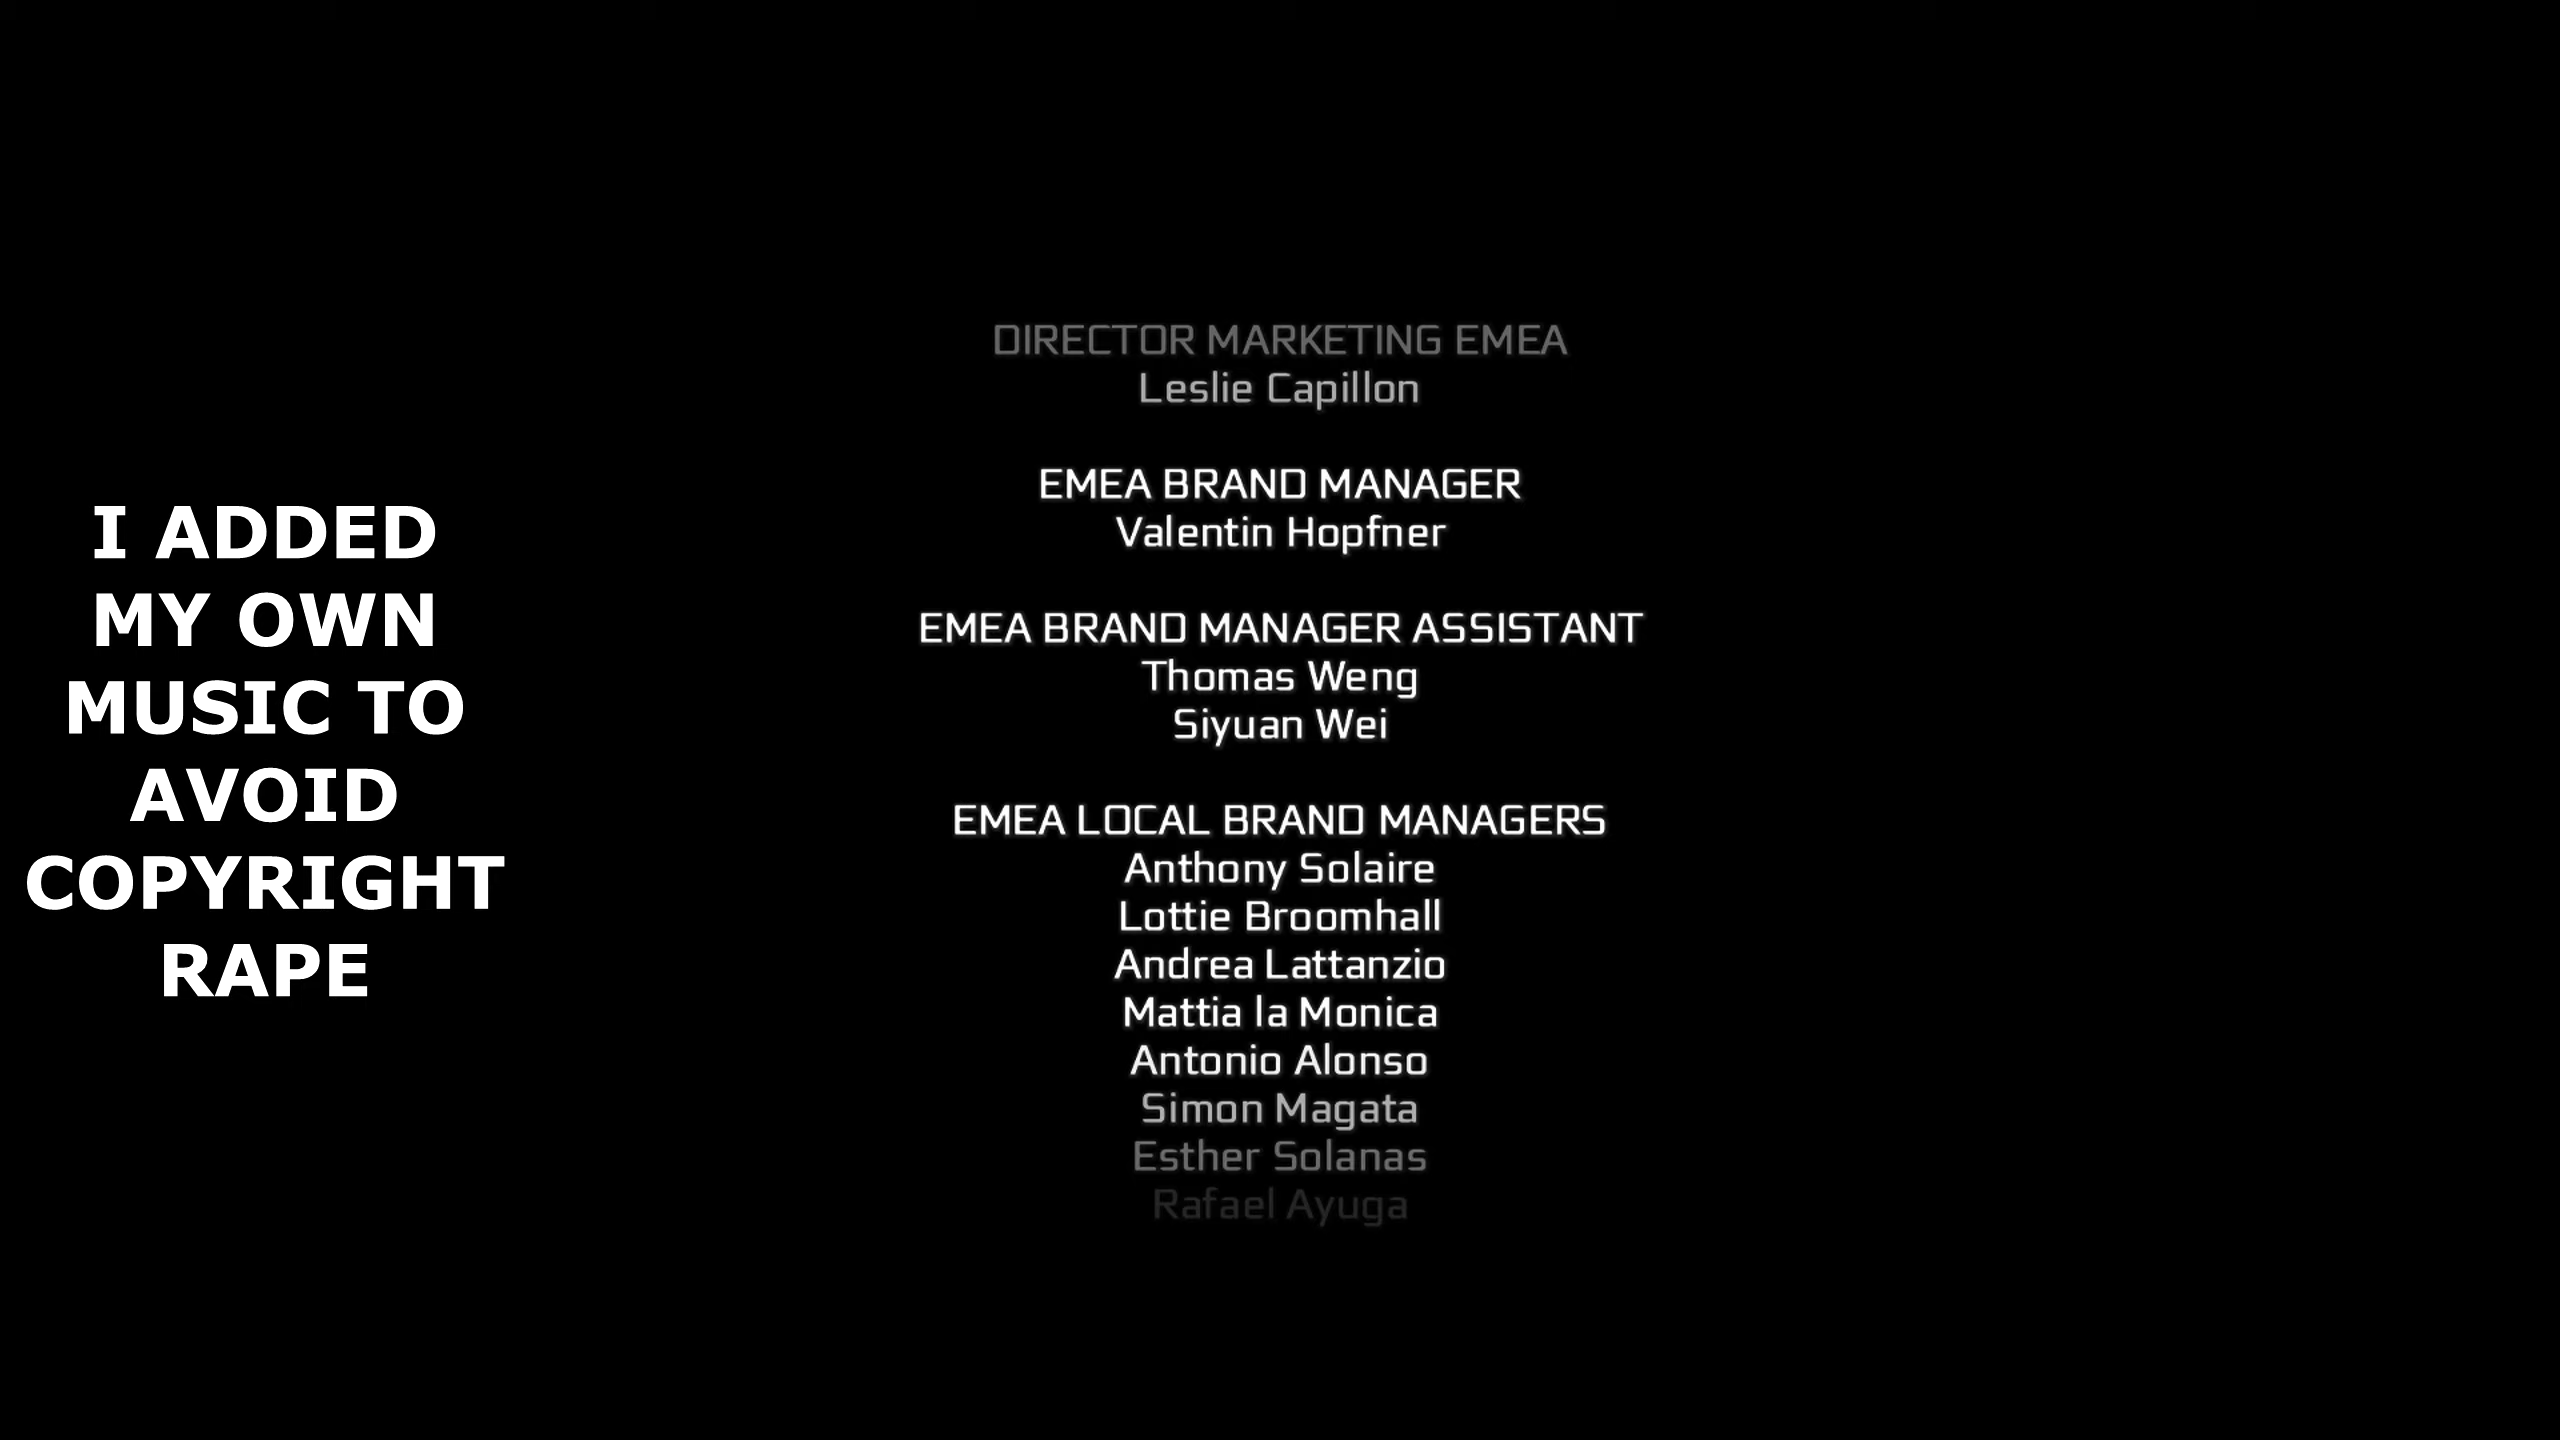 I ADDED
MY OWN
MUSIC TO
AVOID
COPYRIGHT
RAPE
DIRECTOR MARKETING EMEA
Leslie Capillon
EMEA BRAND MANAGER
Valentin Hopfner
EMEA BRAND MANAGER ASSISTANT
Thomas Weng
Siyuan Wei
EMEA LOCAL BRAND MANAGERS
Anthony Solaire
Lottie Broomhall
Andrea Lattanzio
Mattia la Monica
Antonio Alonso
Simon Magata
Esther Solanas
Rafael Ayuga